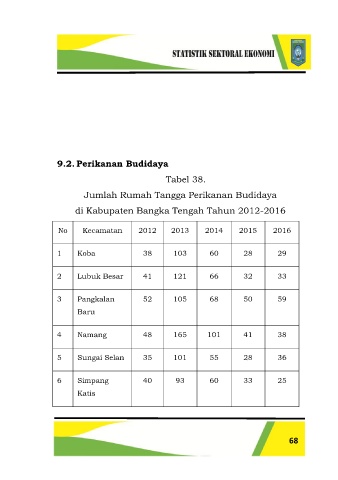 STATISTIK SEKTORAL EKONOMI
9.2. Perikanan Budidaya
Tabel 38.
Jumlah Rumah Tangga Perikanan Budidaya
di Kabupaten Bangka Tengah Tahun 2012-2016
No Kecamatan 2012 2013 2014 2015 2016
1 Koba 38 103 60 28 29
2 Lubuk Besar 41 121 66 32 33
3 Pangkalan 52 105 68 50 59
Baru
4 Namang 48 165 101 41 38
5 Sungai Selan 35 101 55 28 36
6 Simpang 40 93 60 33 25
Katis
68